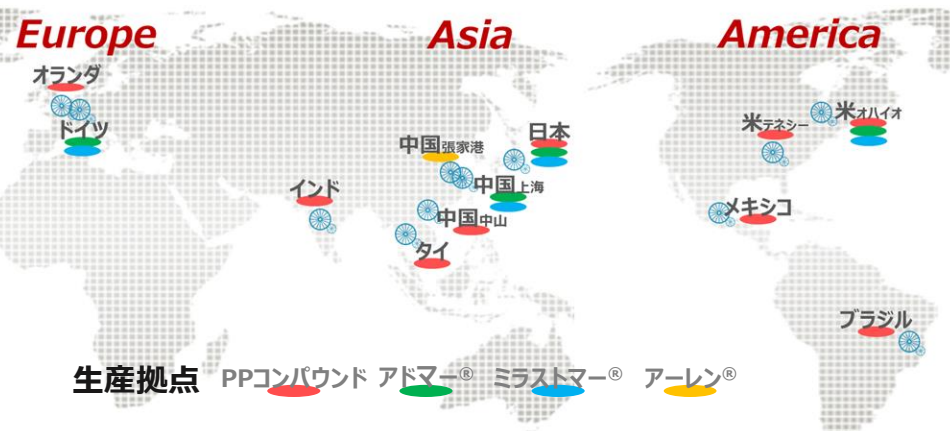 Europe
Asia
America
オランダ
ドイツ
中国張家港
日本
中国上海
インド
中国中山
タイ
米テネシー
米オハイオ
メキシコ
ブラジル
生産拠点 PPコンパウンド アドマー® ミラストマー® アーレン®